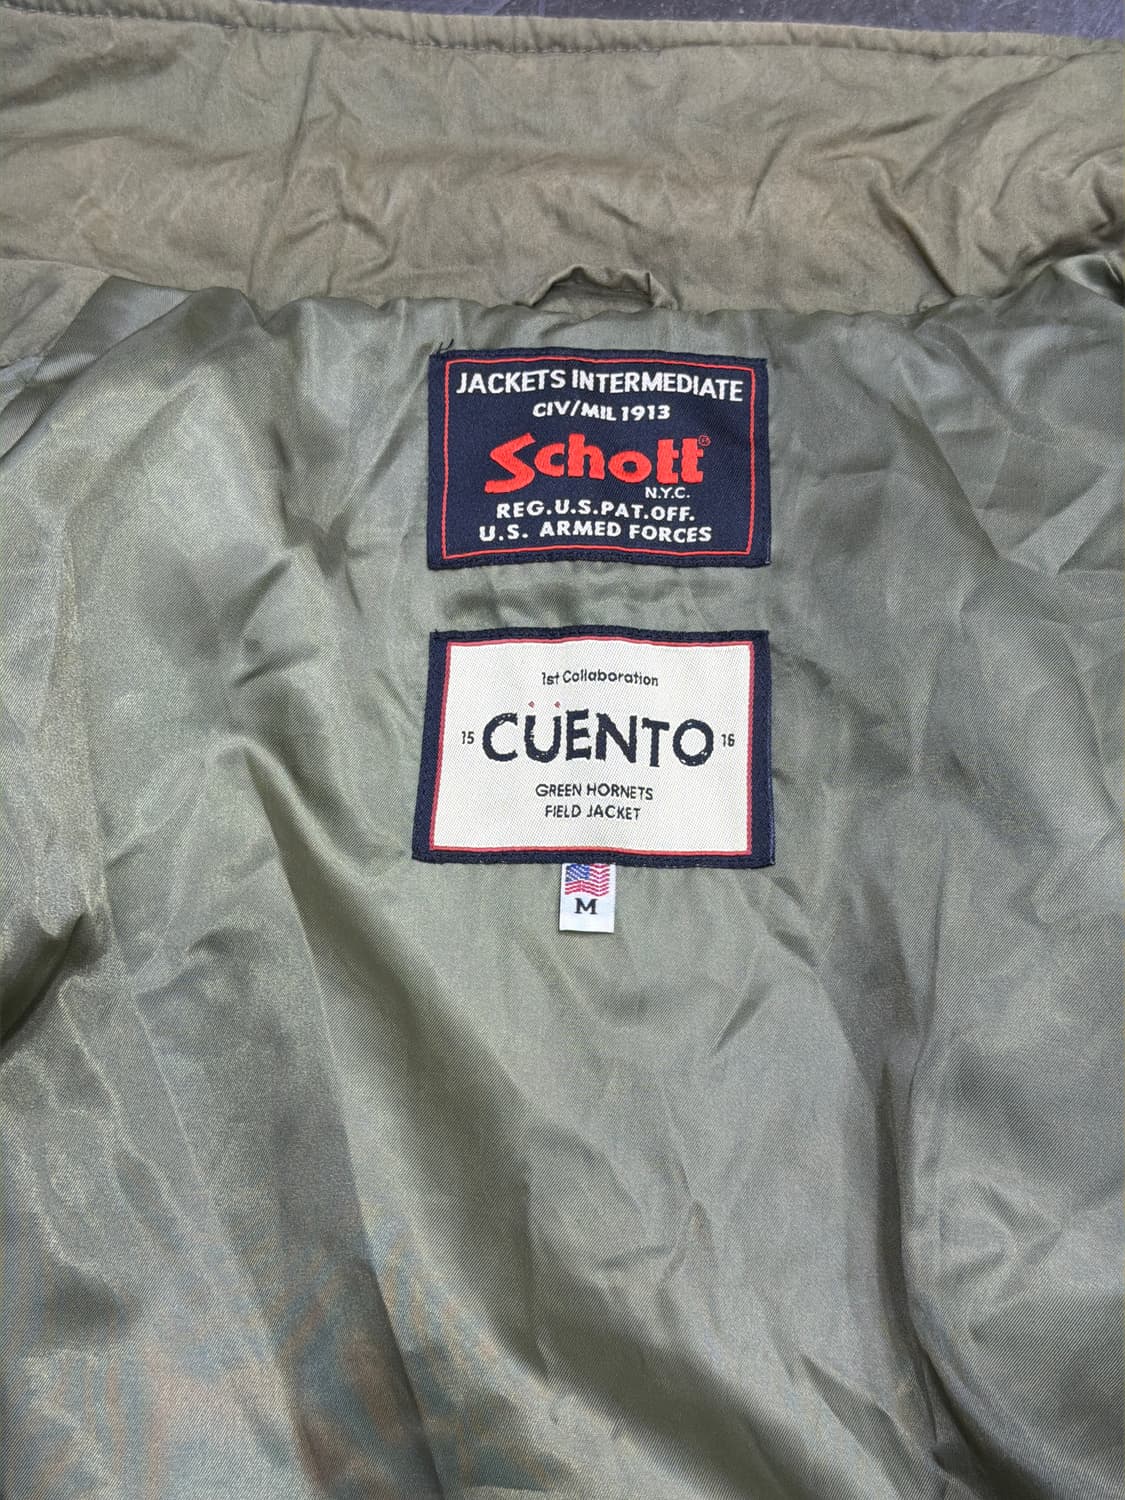 JACKETS INTERMEDIATE
CIV/MIL 1913
Schott®
N.Y.C.
REG.U.S.PAT.OFF.
U.S. ARMED FORCES
1st Collaboration
15 CÜENTO 16
GREEN HORNETS
FIELD JACKET
M